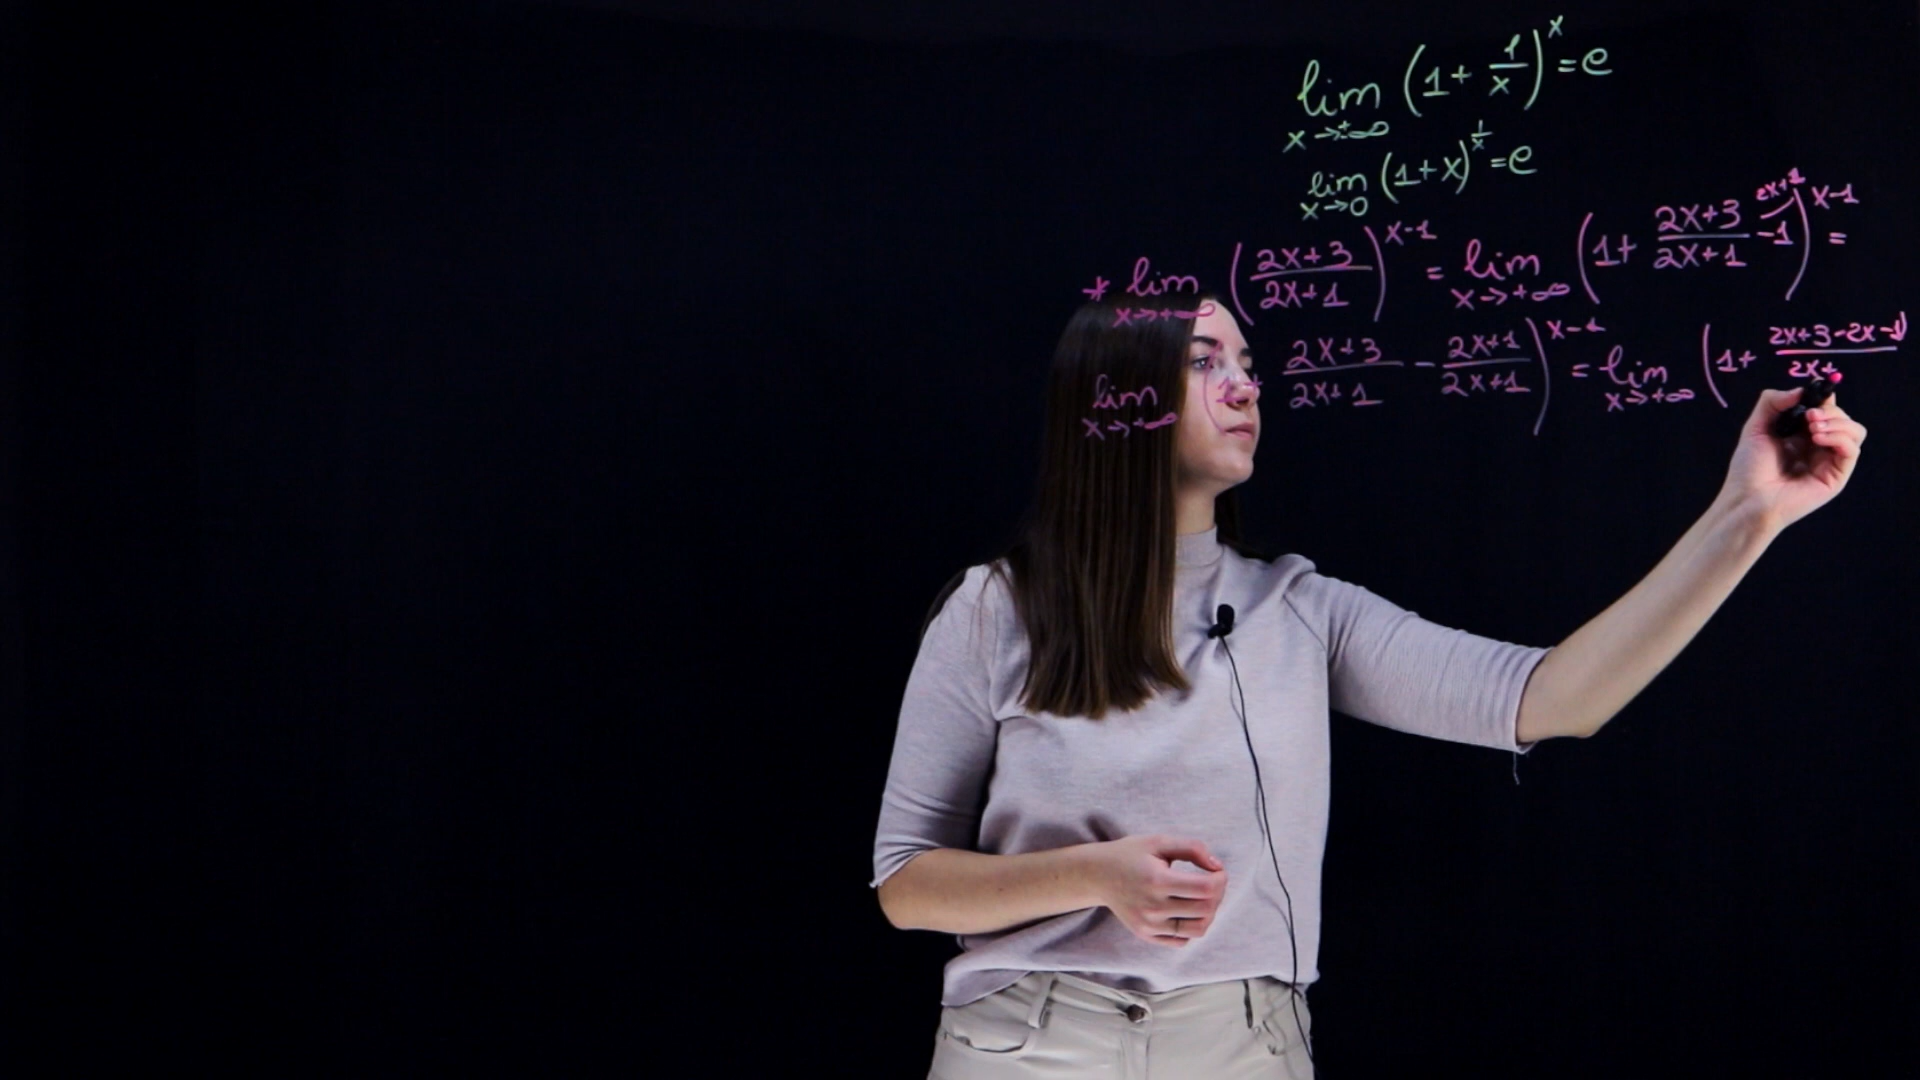 lim (1 + 1/x)^x = e
x→±∞
lim (1+x)^1/x = e
x→0
* lim ((2x+3)/(2x+1))^x-1 = lim (1 + (2x+3)/(2x+1) - 1^2x+1)^x-1 =
x→+∞ x→+∞
lim (1 + (2x+3)/(2x+1) - (2x+1)/(2x+1))^x-1 = lim (1 + (2x+3-2x-1)/(2x+
x→+∞ x→+∞